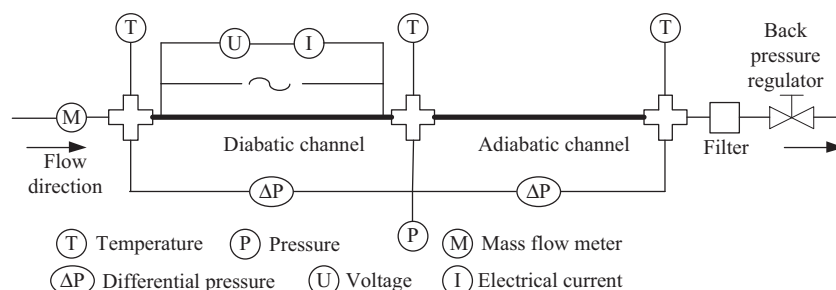 T
T
T
U
I
Back
pressure
regulator
M
Flow
direction
Diabatic channel
Adiabatic channel
Filter
ΔP
ΔP
P
T Temperature
P Pressure
M Mass flow meter
ΔP Differential pressure
U Voltage
I Electrical current